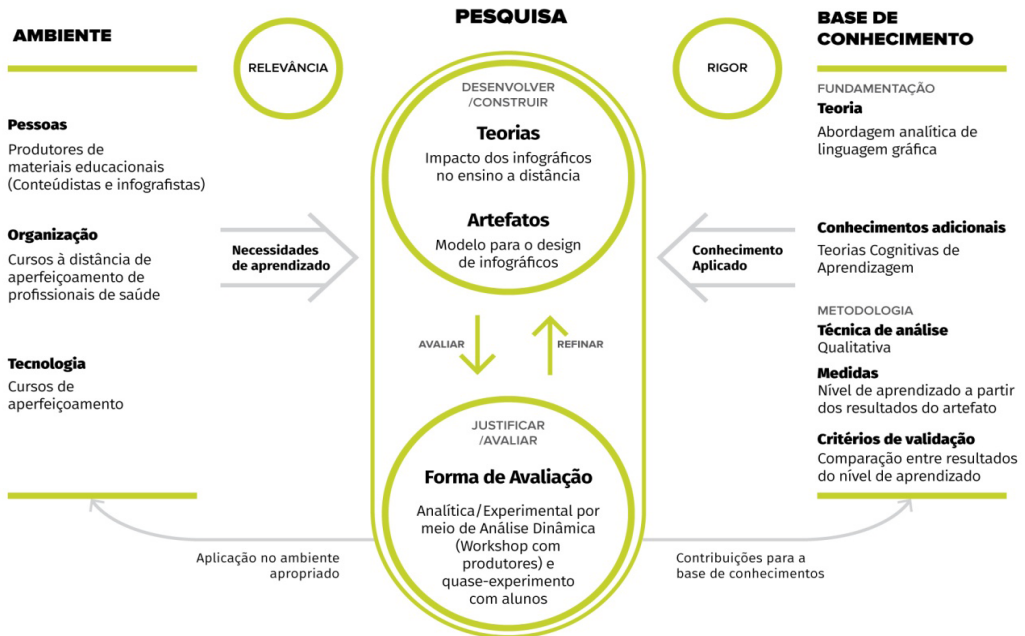 AMBIENTE
Pessoas
Produtores de
materiais educacionais
(Conteúdistas e infografistas)
Organização
Cursos à distância de
aperfeiçoamento de
profissionais de saúde
Tecnologia
Cursos de
aperfeiçoamento
RELEVÂNCIA
Necessidades
de aprendizado
PESQUISA
DESENVOLVER
/CONSTRUIR
Teorias
Impacto dos infográficos
no ensino a distância
Artefatos
Modelo para o design
de infográficos
AVALIAR
REFINAR
JUSTIFICAR
/AVALIAR
Forma de Avaliação
Analítica/Experimental por
meio de Análise Dinâmica
(Workshop com
produtores) e
quase-experimento
com alunos
RIGOR
Conhecimento
Aplicado
BASE DE
CONHECIMENTO
FUNDAMENTAÇÃO
Teoria
Abordagem analítica de
linguagem gráfica
Conhecimentos adicionais
Teorias Cognitivas de
Aprendizagem
METODOLOGIA
Técnica de análise
Qualitativa
Medidas
Nível de aprendizado a partir
dos resultados do artefato
Critérios de validação
Comparação entre resultados
do nível de aprendizado
Aplicação no ambiente
apropriado
Contribuições para a
base de conhecimentos